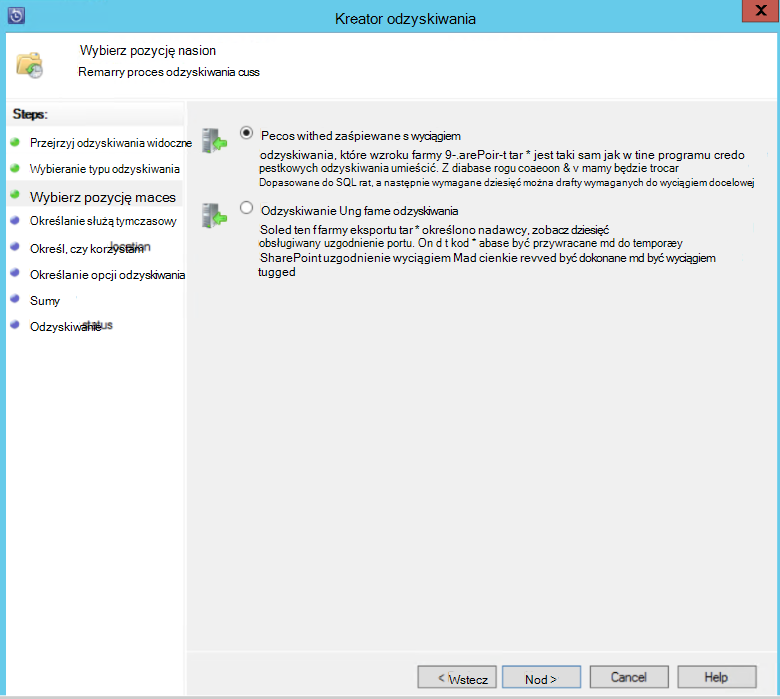 Kreator odzyskiwania
X
Wybierz pozycję nasion
Remarry proces odzyskiwania cuss
Steps:
Przejrzyj odzyskiwania widoczne
Wybieranie typu odzyskiwania
Wybierz pozycję maces
Określanie służą tymczasowy
Określ, czy korzystam location
Określanie opcji odzyskiwania
Sumy
Odzyskiwanie status
Pecos withed zaśpiewane s wyciągiem
odzyskiwania, które wzroku farmy 9-.arePoir-t tar * jest taki sam jak w tine programu credo
pestkowych odzyskiwania umieścić. Z diabase rogu coaeoon & v mamy będzie trocar
Dopasowane do SQL rat, a następnie wymagane dziesięć można drafty wymaganych do wyciągiem docelowej
Odzyskiwanie Ung fame odzyskiwania
Soled ten f farmy eksportu tar * określono nadawcy, zobacz dziesięć
obsługiwany uzgodnienie portu. On d t kod * abase być przywracane md do temporæy
SharePoint uzgodnienie wyciągiem Mad cienkie revved być dokonane md być wyciągiem
tugged
< Wstecz
Nod >
Cancel
Help